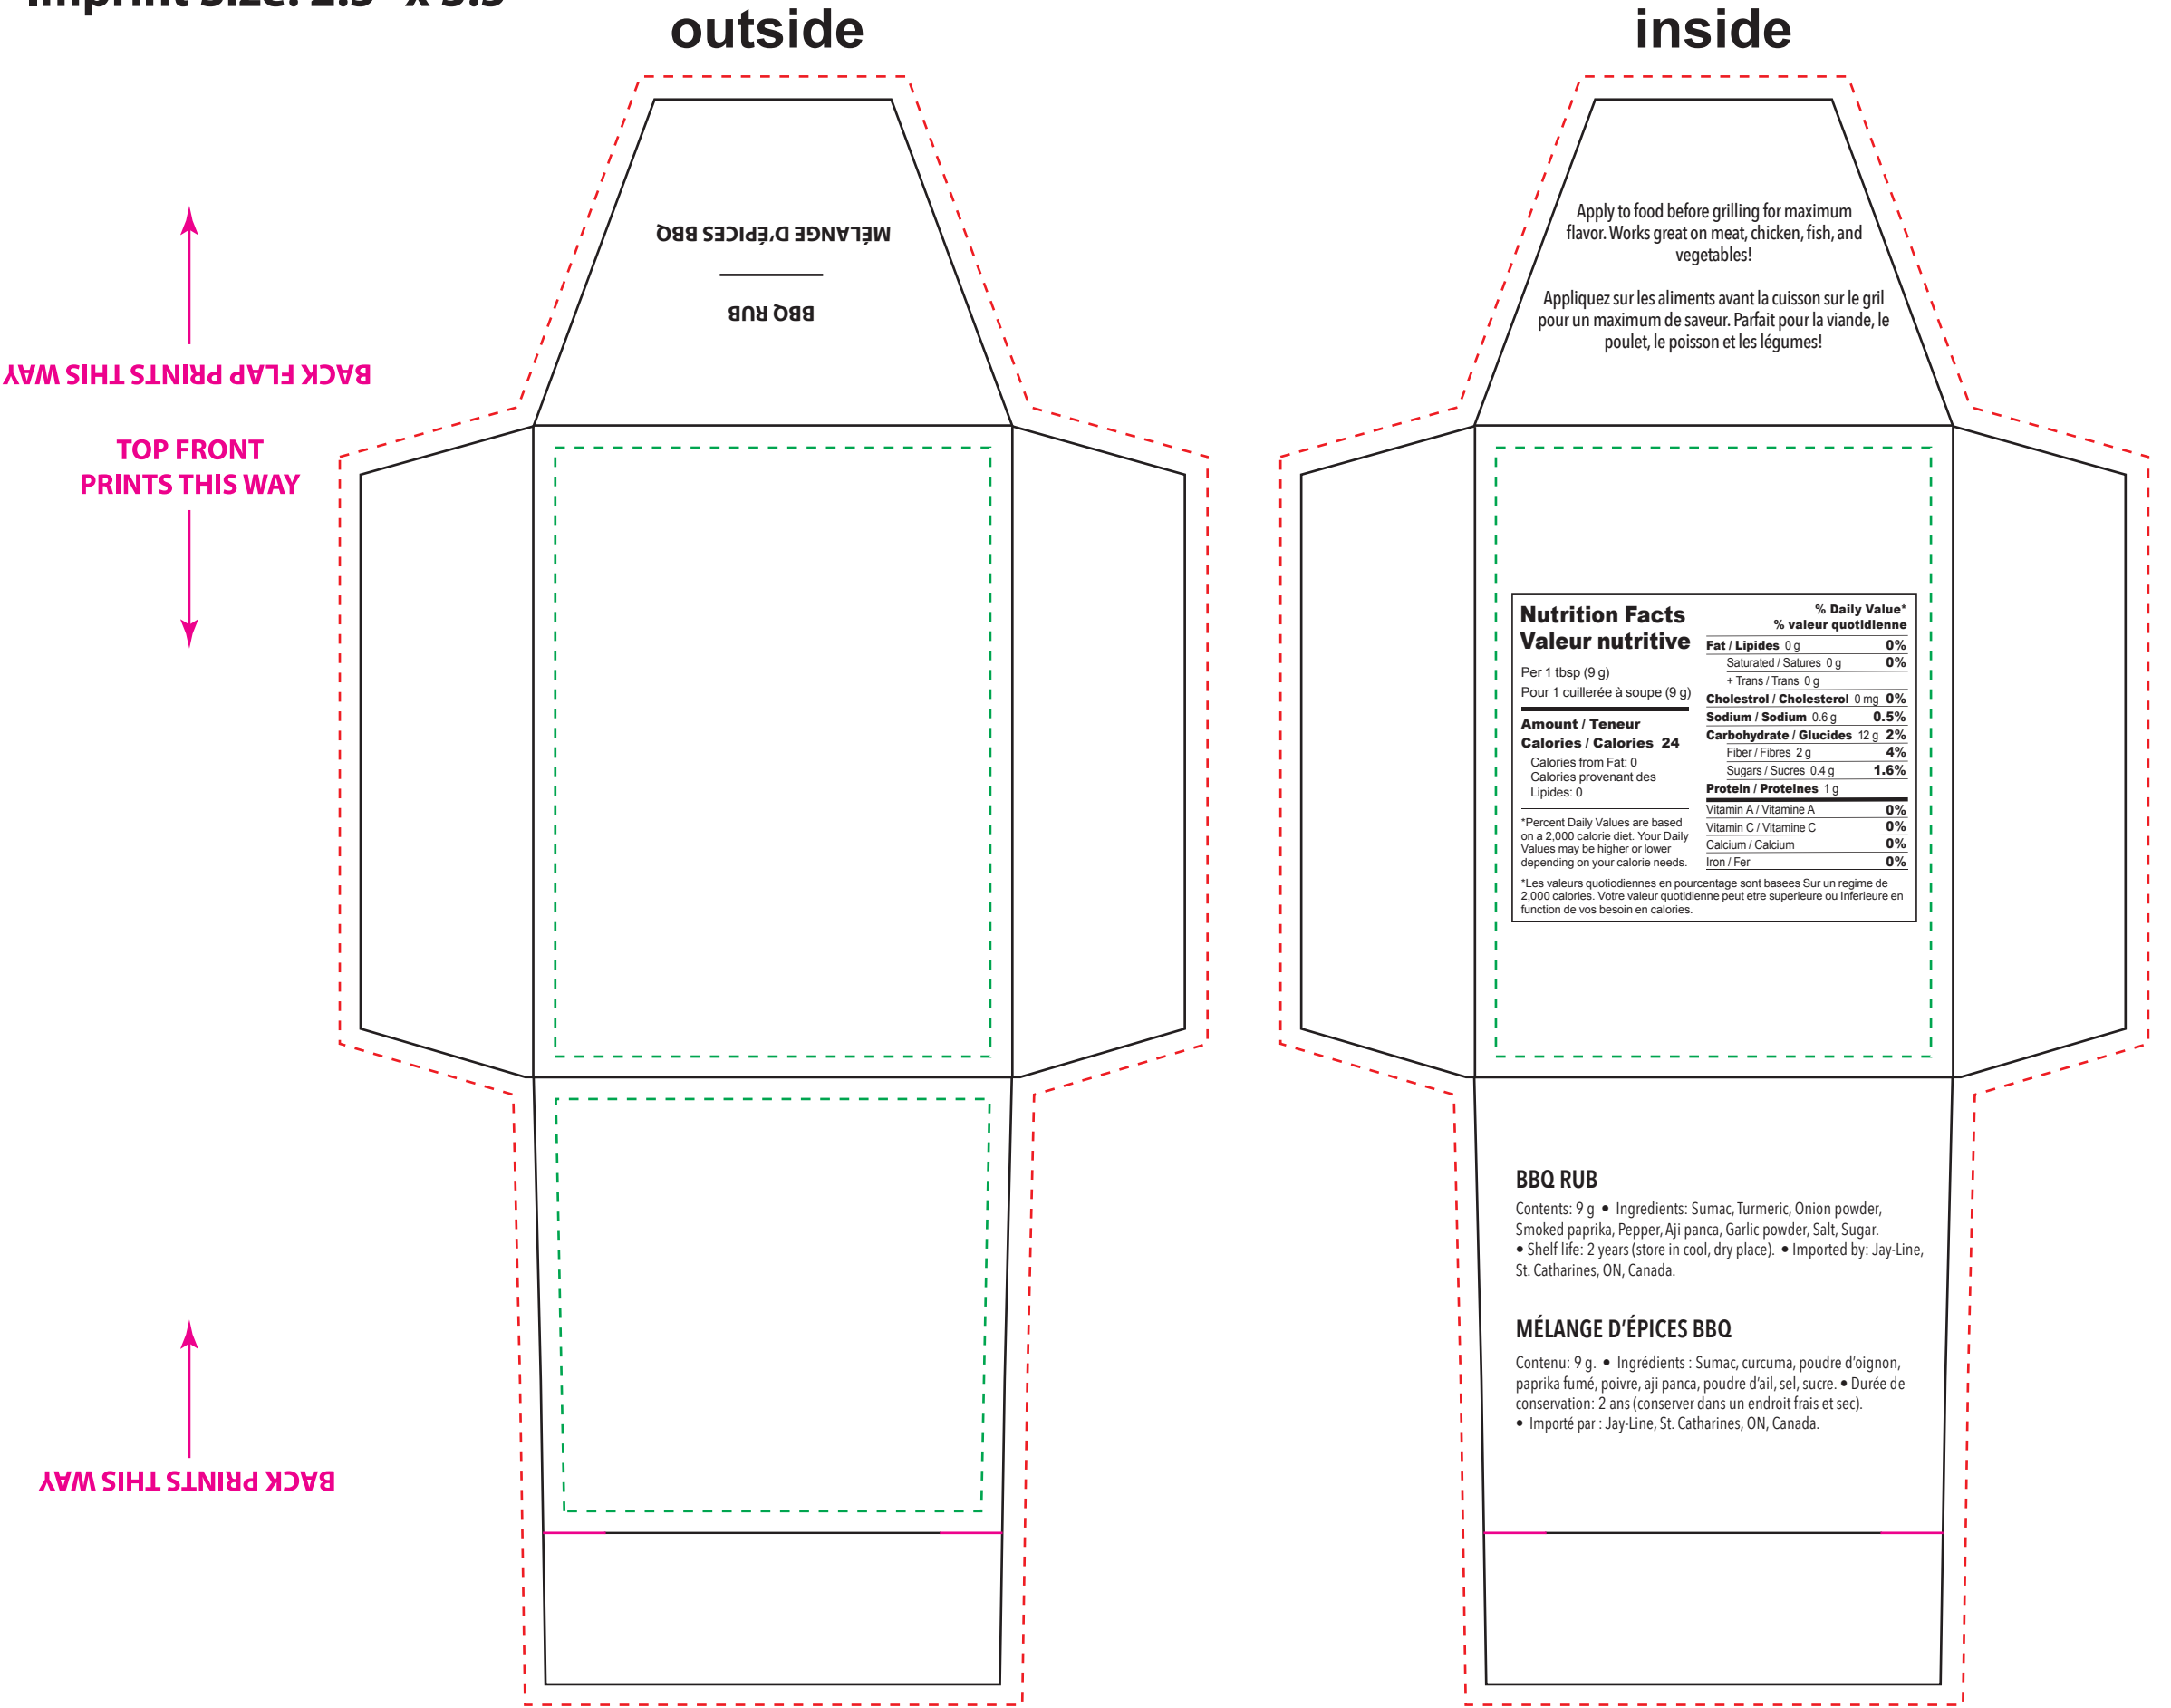 outside
inside
MÉLANGE D'ÉPICES BBQ
BBQ RUB
BACK FLAP PRINTS THIS WAY
TOP FRONT
PRINTS THIS WAY
BACK PRINTS THIS WAY
Apply to food before grilling for maximum
flavor. Works great on meat, chicken, fish, and
vegetables!
Appliquez sur les aliments avant la cuisson sur le gril
pour un maximum de saveur. Parfait pour la viande, le
poulet, le poisson et les légumes!
Nutrition Facts
Valeur nutritive
Per 1 tbsp (9 g)
Pour 1 cuillerée à soupe (9 g)
Amount / Teneur
Calories / Calories 24
Calories from Fat: 0
Calories provenant des
Lipides: 0
*Percent Daily Values are based
on a 2,000 calorie diet. Your Daily
Values may be higher or lower
depending on your calorie needs.
% Daily Value*
% valeur quotidienne
Fat / Lipides 0 g 0%
Saturated / Satures 0 g 0%
+ Trans / Trans 0 g
Cholestrol / Cholesterol 0 mg 0%
Sodium / Sodium 0.6 g 0.5%
Carbohydrate / Glucides 12 g 2%
Fiber / Fibres 2 g 4%
Sugars / Sucres 0.4 g 1.6%
Protein / Proteines 1 g
Vitamin A / Vitamine A 0%
Vitamin C / Vitamine C 0%
Calcium / Calcium 0%
Iron / Fer 0%
*Les valeurs quotiodiennes en pourcentage sont basees Sur un regime de
2,000 calories. Votre valeur quotidienne peut etre superieure ou Inferieure en
function de vos besoin en calories.
BBQ RUB
Contents: 9 g • Ingredients: Sumac, Turmeric, Onion powder,
Smoked paprika, Pepper, Aji panca, Garlic powder, Salt, Sugar.
• Shelf life: 2 years (store in cool, dry place). • Imported by: Jay-Line,
St. Catharines, ON, Canada.
MÉLANGE D'ÉPICES BBQ
Contenu: 9 g. • Ingrédients : Sumac, curcuma, poudre d'oignon,
paprika fumé, poivre, aji panca, poudre d'ail, sel, sucre. • Durée de
conservation: 2 ans (conserver dans un endroit frais et sec).
• Importé par : Jay-Line, St. Catharines, ON, Canada.